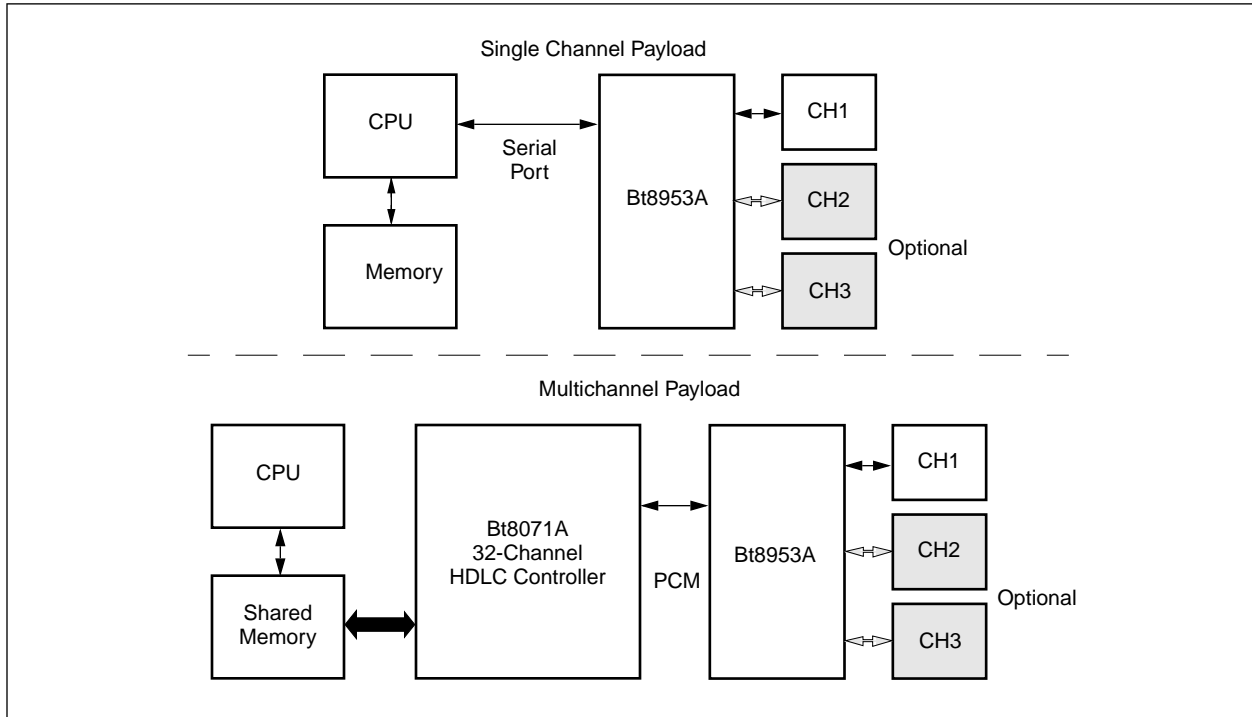 Single Channel Payload
CPU
Serial
Port
Memory
Bt8953A
CH1
CH2
CH3
Optional
Multichannel Payload
CPU
Shared
Memory
Bt8071A
32-Channel
HDLC Controller
PCM
Bt8953A
CH1
CH2
CH3
Optional